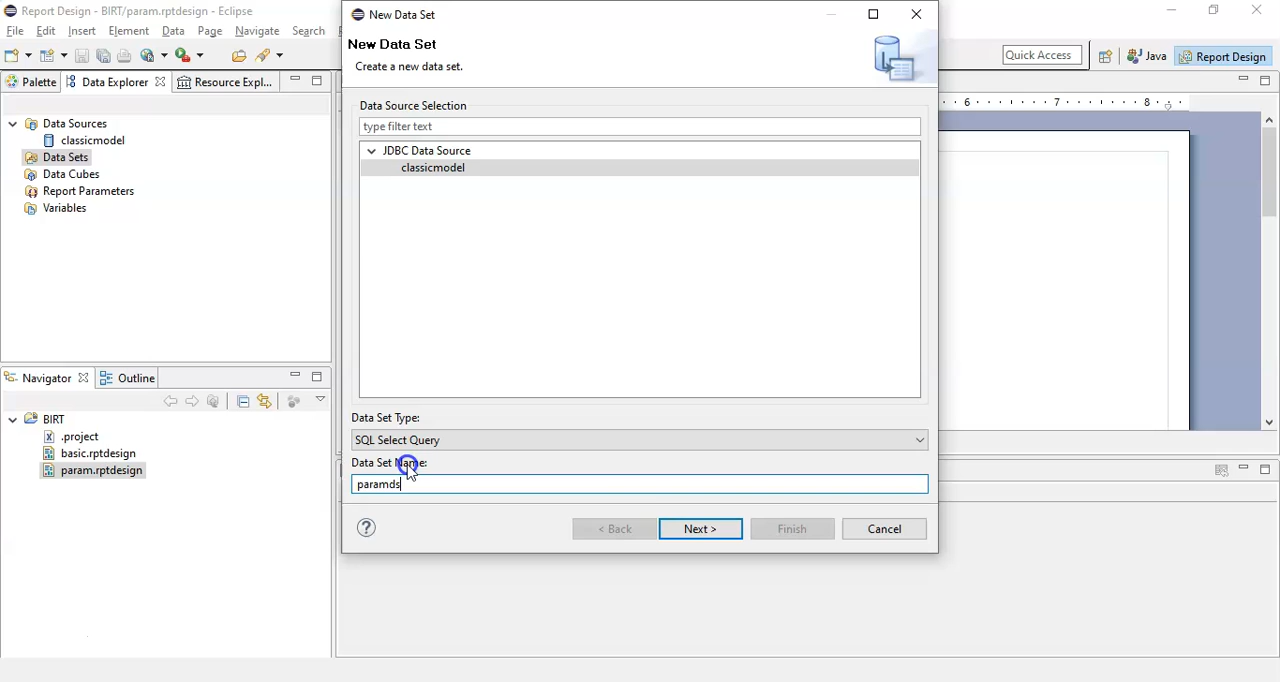 Report Design - BIRT/param.rptdesign - Eclipse
File Edit Insert Element Data Page Navigate Search
Quick Access Java Report Design
Palette Data Explorer Resource Expl...
Data Sources
classicmodel
Data Sets
Data Cubes
Report Parameters
Variables
Navigator Outline
BIRT
.project
basic.rptdesign
param.rptdesign
New Data Set
New Data Set
Create a new data set.
Data Source Selection
type filter text
JDBC Data Source
classicmodel
Data Set Type:
SQL Select Query
Data Set Name:
paramds
< Back Next > Finish Cancel
6 7 8